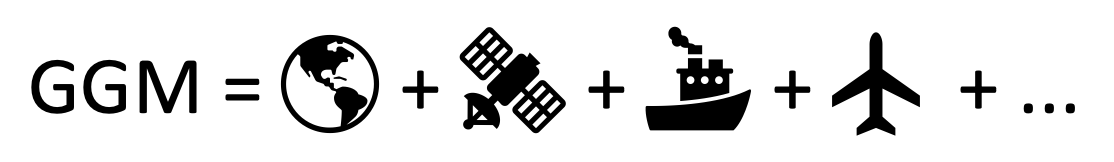 GGM = + + + + ...